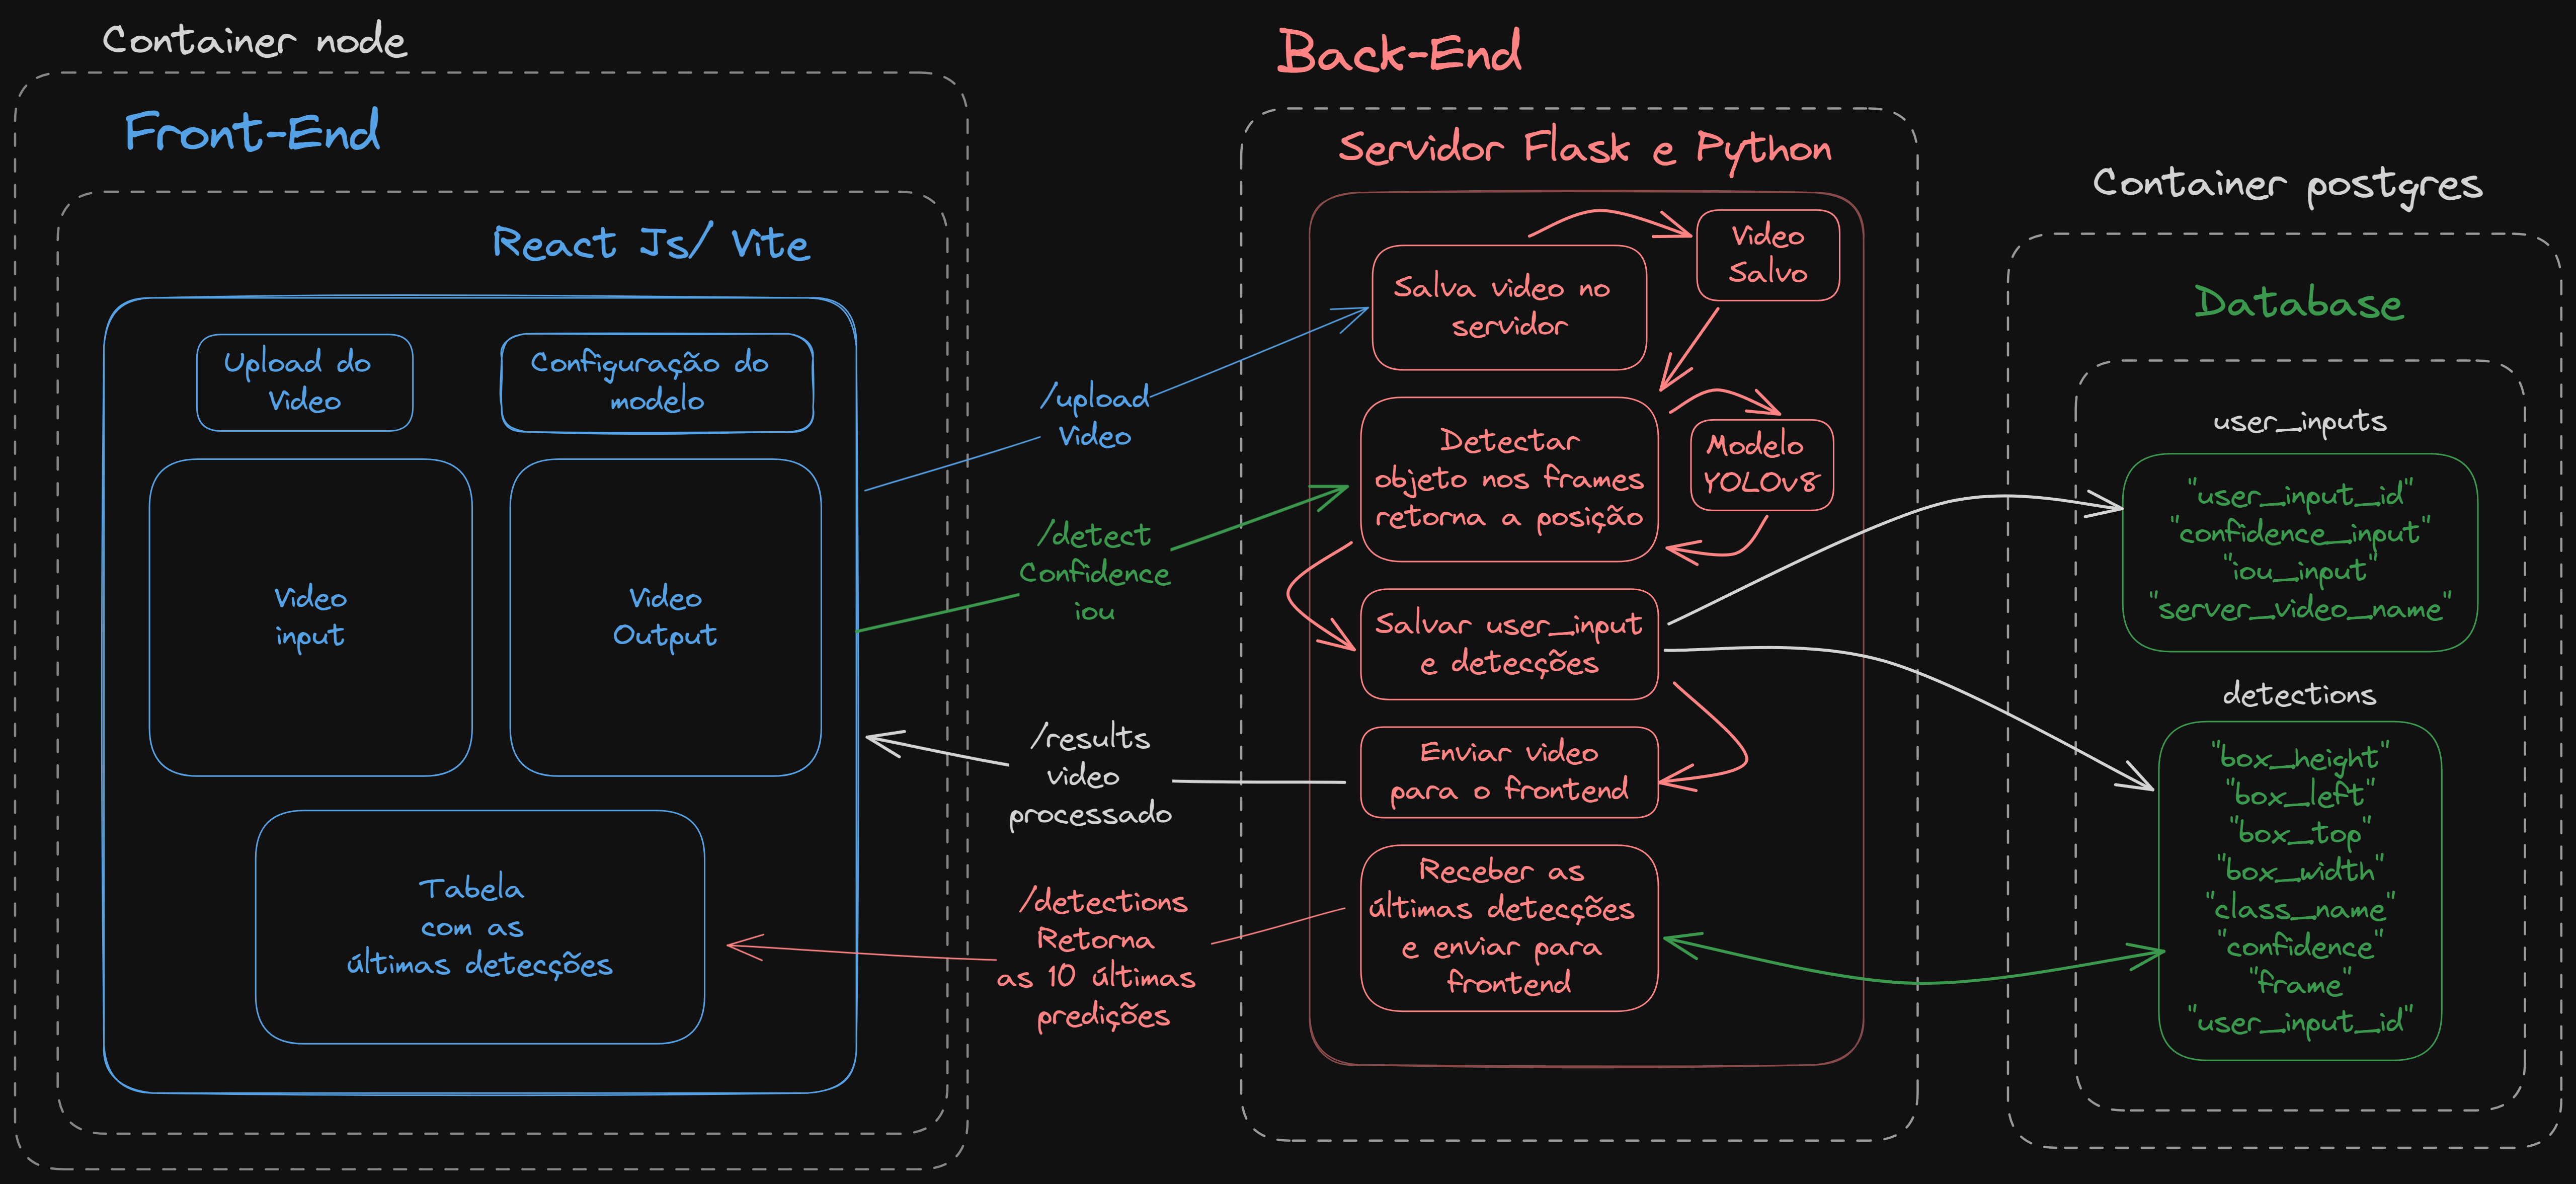 Container node
Front-End
React Js/ Vite
Upload do
Video
Configuração do
modelo
Video
input
Video
Output
Tabela
com as
últimas detecções
/upload
Video
/detect
Confidence
iou
/results
video
processado
/detections
Retorna
as 10 últimas
predições
Back-End
Servidor Flask e Python
Salva video no
servidor
Video
Salvo
Detectar
objeto nos frames
retorna a posição
Modelo
YOLOv8
Salvar user_input
e detecções
Enviar video
para o frontend
Receber as
últimas detecções
e enviar para
frontend
Container postgres
Database
user_inputs
"user_input_id"
"confidence_input"
"iou_input"
"server_video_name"
detections
"box_height"
"box_left"
"box_top"
"box_width"
"class_name"
"confidence"
"frame"
"user_input_id"